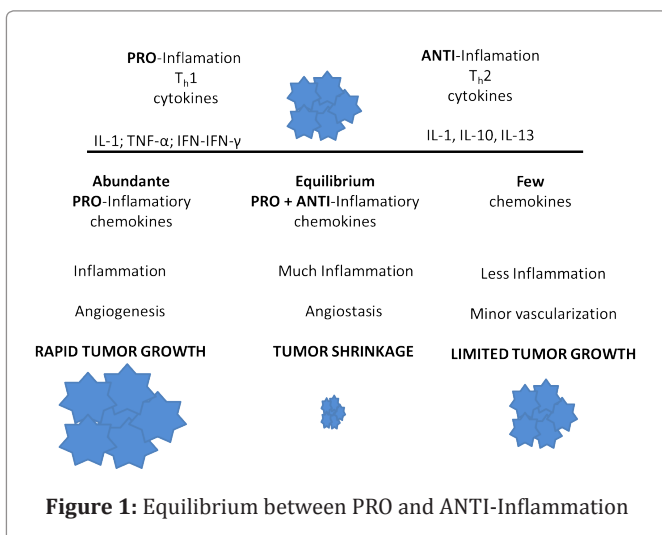 PRO-Inflamation
Th1
cytokines
IL-1; TNF-α; IFN-IFN-γ
ANTI-Inflamation
Th2
cytokines
IL-1, IL-10, IL-13
Abundante
PRO-Inflamatiory
chemokines
Inflammation
Angiogenesis
RAPID TUMOR GROWTH
Equilibrium
PRO + ANTI-Inflamatiory
chemokines
Much Inflammation
Angiostasis
TUMOR SHRINKAGE
Few
chemokines
Less Inflammation
Minor vascularization
LIMITED TUMOR GROWTH
Figure 1: Equilibrium between PRO and ANTI-Inflammation